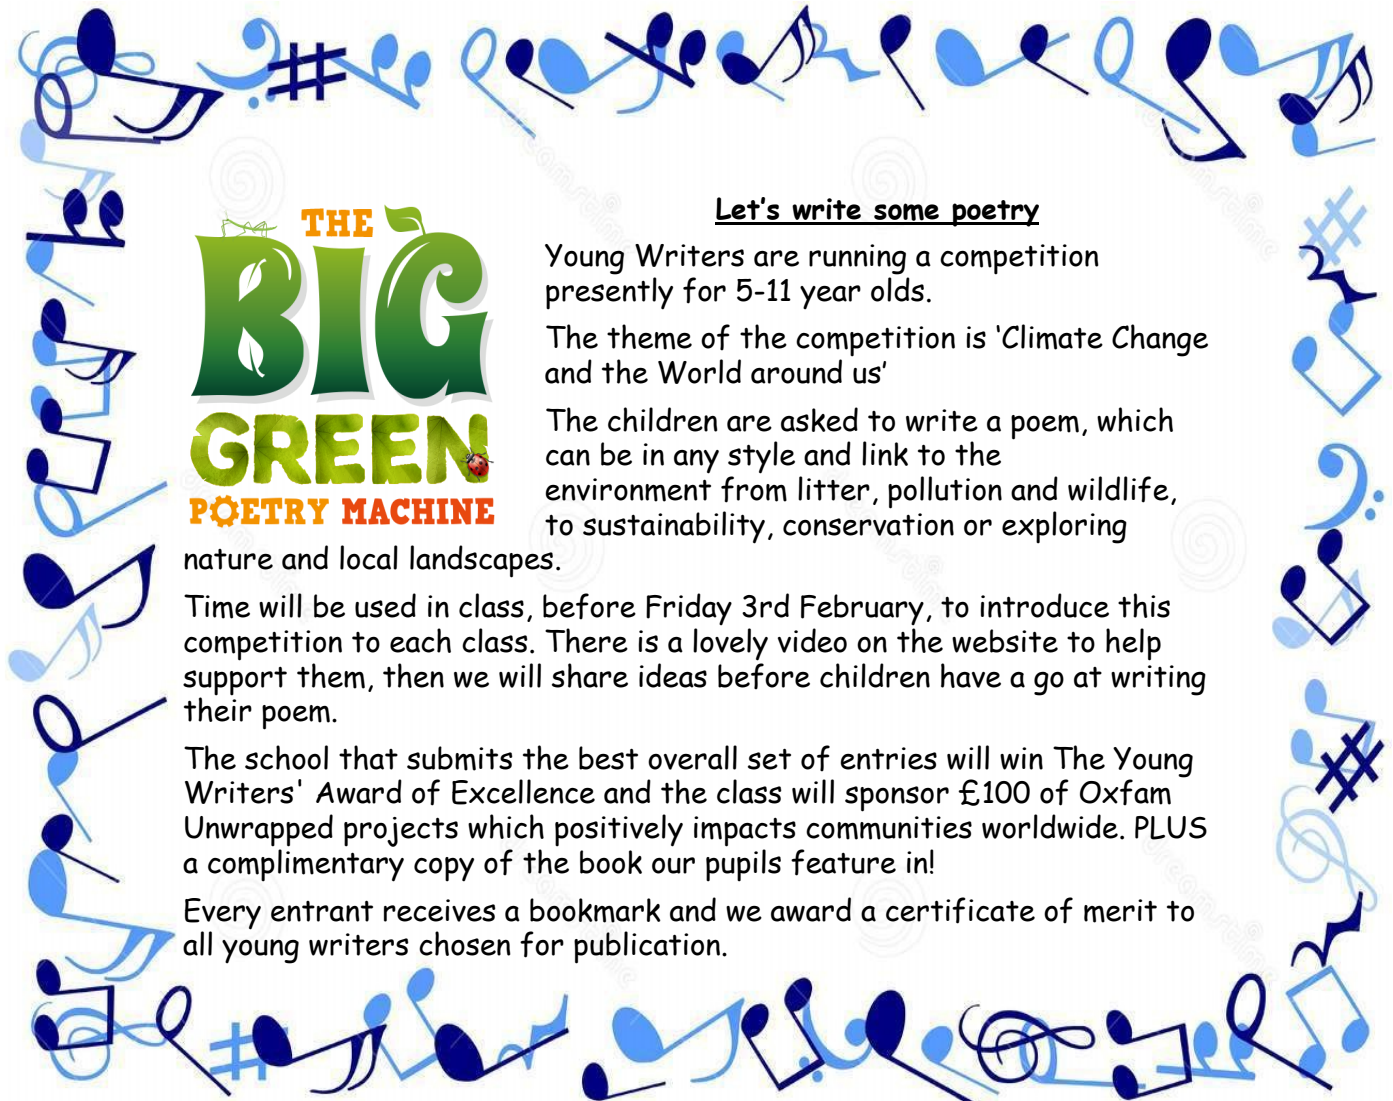 Let's write some poetry
THE
BIG
GREEN
POETRY MACHINE
Young Writers are running a competition
presently for 5-11 year olds.
The theme of the competition is ‘Climate Change
and the World around us’
The children are asked to write a poem, which
can be in any style and link to the
environment from litter, pollution and wildlife,
to sustainability, conservation or exploring
nature and local landscapes.
Time will be used in class, before Friday 3rd February, to introduce this
competition to each class. There is a lovely video on the website to help
support them, then we will share ideas before children have a go at writing
their poem.
The school that submits the best overall set of entries will win The Young
Writers' Award of Excellence and the class will sponsor £100 of Oxfam
Unwrapped projects which positively impacts communities worldwide. PLUS
a complimentary copy of the book our pupils feature in!
Every entrant receives a bookmark and we award a certificate of merit to
all young writers chosen for publication.